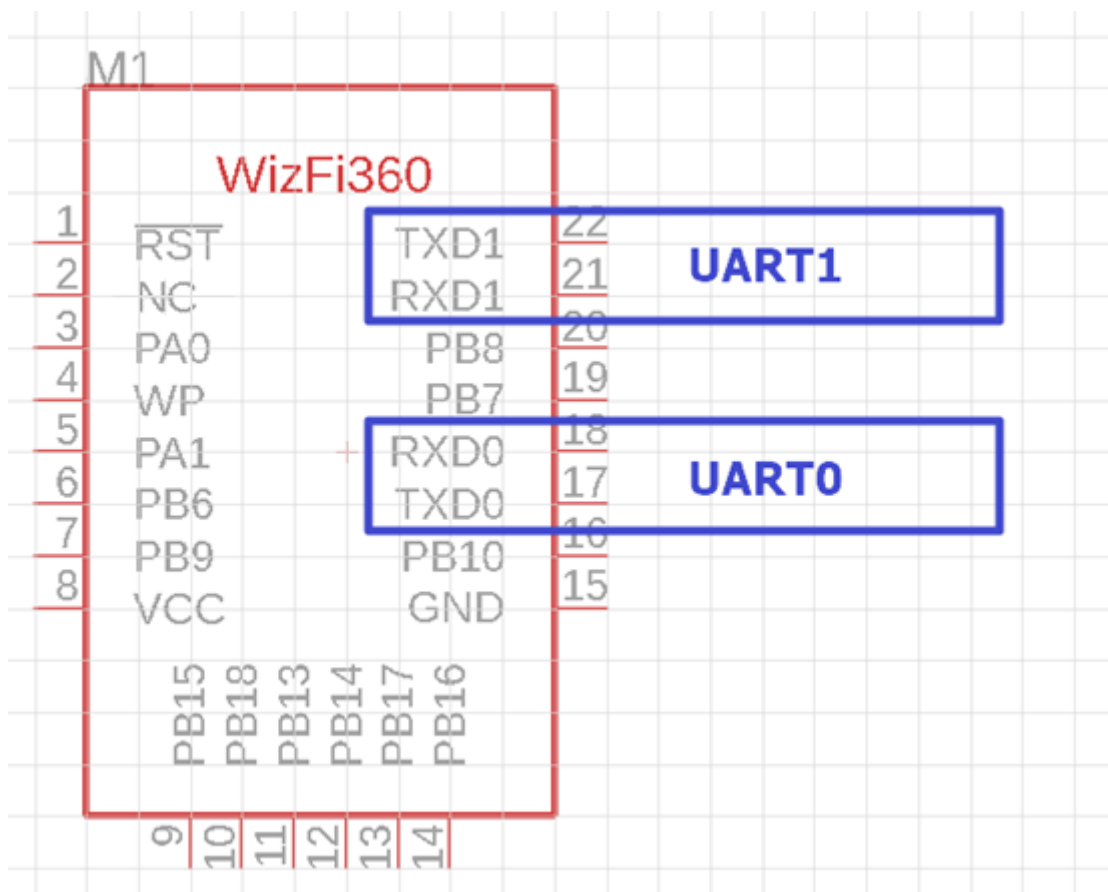 M1
WizFi360
1 RST TXD1 22
2 NC RXD1 21
UART1
3 PA0 PB8 20
4 WP PB7 19
5 PA1 RXD0 18
6 PB6 TXD0 17
UART0
7 PB9 PB10 16
8 VCC GND 15
PB15 PB18 PB13 PB14 PB17 PB16
9 10 11 12 13 14